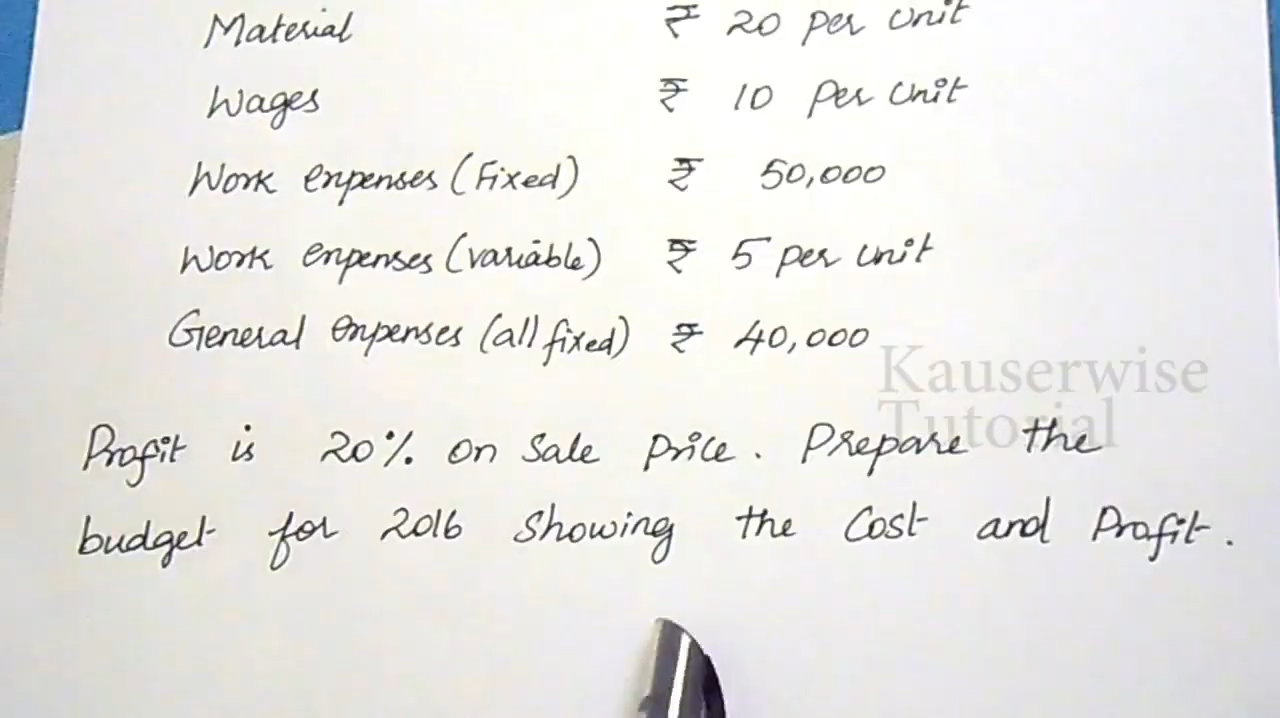 Material ₹ 20 per unit
Wages ₹ 10 Per Unit
Work expenses (Fixed) ₹ 50,000
Work expenses (variable) ₹ 5 per unit
General expenses (all fixed) ₹ 40,000
Kauserwise
Tutorial
Profit is 20% on Sale Price. Prepare the
budget for 2016 Showing the Cost and Profit.